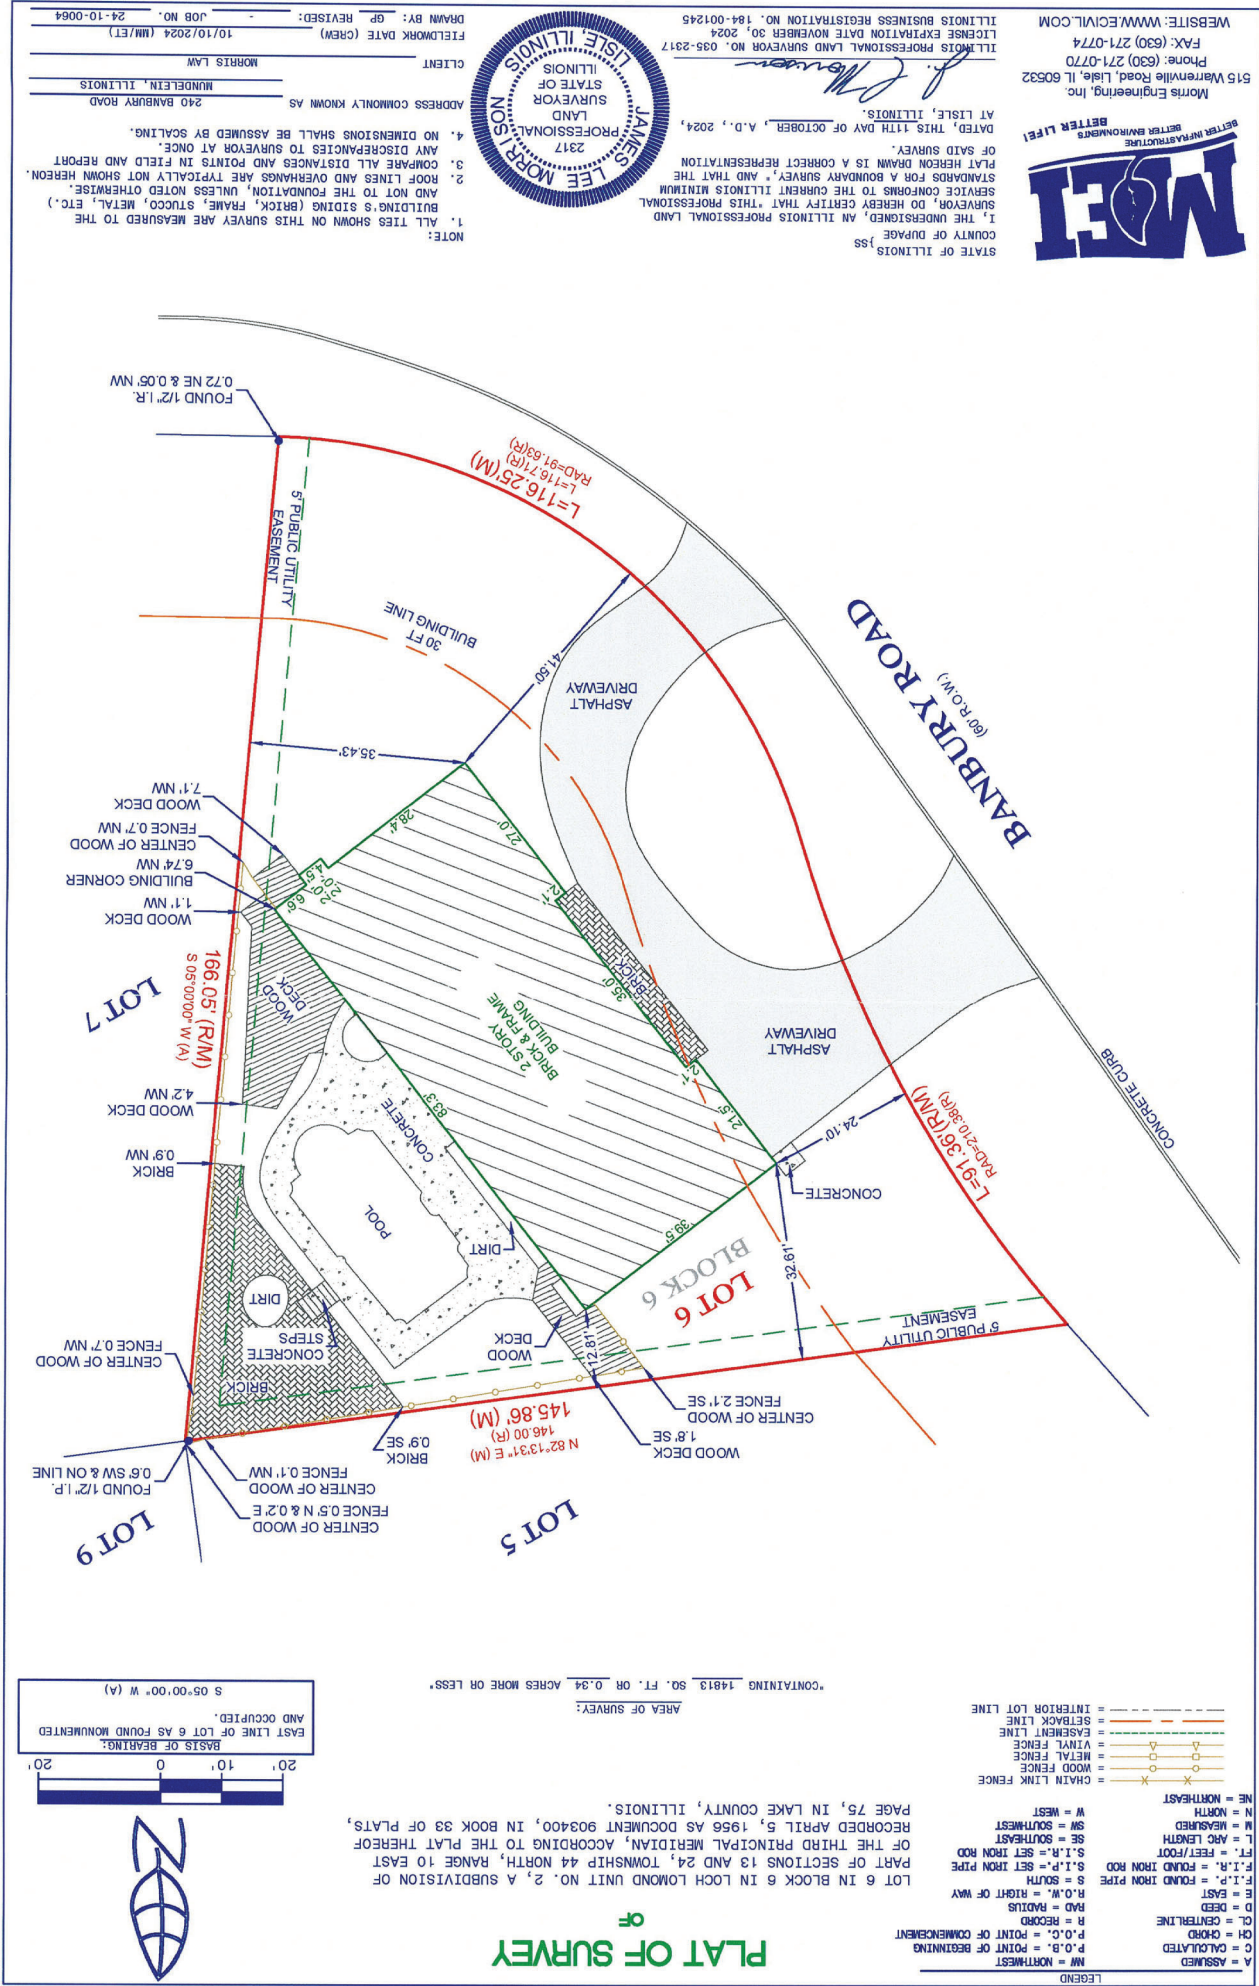 PLAT OF SURVEY
OF
LOT 6 IN BLOCK 6 IN LOCH LOMOND UNIT NO. 2, A SUBDIVISION OF
PART OF SECTIONS 13 AND 24, TOWNSHIP 44 NORTH, RANGE 10 EAST
OF THE THIRD PRINCIPAL MERIDIAN, ACCORDING TO THE PLAT THEREOF
RECORDED APRIL 5, 1956 AS DOCUMENT 903400, IN BOOK 33 OF PLATS,
PAGE 75, IN LAKE COUNTY, ILLINOIS.
LEGEND
A = ASSUMED
C = CALCULATED
CH = CHORD
CL = CENTERLINE
D = DEED
E = EAST
F.I.P. = FOUND IRON PIPE
F.I.R. = FOUND IRON ROD
FT. = FEET/FOOT
L = ARC LENGTH
M = MEASURED
N = NORTH
NE = NORTHEAST
NW = NORTHWEST
P.O.B. = POINT OF BEGINNING
P.O.C. = POINT OF COMMENCEMENT
R = RECORD
RAD = RADIUS
R.O.W. = RIGHT OF WAY
S = SOUTH
S.I.P.= SET IRON PIPE
S.I.R.= SET IRON ROD
SE = SOUTHEAST
SW = SOUTHWEST
W = WEST
= CHAIN LINK FENCE
= WOOD FENCE
= METAL FENCE
= VINYL FENCE
= EASEMENT LINE
= SETBACK LINE
= INTERIOR LOT LINE
20' 10' 0 20'
BASIS OF BEARING:
EAST LINE OF LOT 6 AS FOUND MONUMENTED
AND OCCUPIED.
S 05°00'00" W (A)
AREA OF SURVEY:
"CONTAINING 14813 SQ. FT. OR 0.34 ACRES MORE OR LESS"
LOT 5
LOT 9
CENTER OF WOOD
FENCE 0.5' N & 0.2' E
CENTER OF WOOD
FENCE 0.1' NW
FOUND 1/2" I.P.
0.6' SW & ON LINE
WOOD DECK
1.8' SE
CENTER OF WOOD
FENCE 2.1' SE
BRICK
0.9' SE
N 82°13'31" E (M)
146.00 (R)
145.86' (M)
5' PUBLIC UTILITY
EASEMENT
BRICK
CENTER OF WOOD
FENCE 0.7' NW
12.81'
WOOD
DECK
CONCRETE
STEPS
DIRT
LOT 6
BLOCK 6
32.61'
39.5'
DIRT
POOL
CONCRETE
BRICK
0.9' NW
CONCRETE
24.10'
L=91.36'(R/M)
RAD=210.38(R)
CONCRETE CURB
WOOD DECK
4.2' NW
21.5'
1.2'
83.3'
2 STORY
BRICK & FRAME
BUILDING
ASPHALT
DRIVEWAY
BRICK
35.0'
WOOD
DECK
166.05' (R/M)
S 05°00'00" W (A)
LOT 7
WOOD DECK
1.1' NW
BUILDING CORNER
6.74' NW
CENTER OF WOOD
FENCE 0.7' NW
WOOD DECK
7.1' NW
6.6'
2.0'
4.5'
1.2'
27.0'
28.4'
35.43'
BANBURY ROAD
(60' R.O.W.)
ASPHALT
DRIVEWAY
41.50'
30 FT
BUILDING LINE
5' PUBLIC UTILITY
EASEMENT
L=116.25'(M)
L=116.71(R)
RAD=91.63(R)
FOUND 1/2" I.R.
0.72 NE & 0.05' NW
MEI
BETTER INFRASTRUCTURE
BETTER ENVIRONMENTS
BETTER LIFE!
Morris Engineering, Inc.
515 Warrenville Road, Lisle, IL 60532
Phone: (630) 271-0770
FAX: (630) 271-0774
WEBSITE: WWW.ECIVIL.COM
STATE OF ILLINOIS
COUNTY OF DUPAGE }SS
I, THE UNDERSIGNED, AN ILLINOIS PROFESSIONAL LAND
SURVEYOR, DO HEREBY CERTIFY THAT "THIS PROFESSIONAL
SERVICE CONFORMS TO THE CURRENT ILLINOIS MINIMUM
STANDARDS FOR A BOUNDARY SURVEY," AND THAT THE
PLAT HEREON DRAWN IS A CORRECT REPRESENTATION
OF SAID SURVEY.
DATED, THIS 11TH DAY OF OCTOBER, A.D., 2024,
AT LISLE, ILLINOIS.
ILLINOIS PROFESSIONAL LAND SURVEYOR NO. 035-2317
LICENSE EXPIRATION DATE NOVEMBER 30, 2024
ILLINOIS BUSINESS REGISTRATION NO. 184-001245
JAMES LEE MORRISON
2317
PROFESSIONAL
LAND
SURVEYOR
STATE OF
ILLINOIS
LISLE, ILLINOIS
NOTE:
1. ALL TIES SHOWN ON THIS SURVEY ARE MEASURED TO THE
BUILDING'S SIDING (BRICK, FRAME, STUCCO, METAL, ETC.)
AND NOT TO THE FOUNDATION, UNLESS NOTED OTHERWISE.
2. ROOF LINES AND OVERHANGS ARE TYPICALLY NOT SHOWN HEREON.
3. COMPARE ALL DISTANCES AND POINTS IN FIELD AND REPORT
ANY DISCREPANCIES TO SURVEYOR AT ONCE.
4. NO DIMENSIONS SHALL BE ASSUMED BY SCALING.
ADDRESS COMMONLY KNOWN AS 240 BANBURY ROAD
MUNDELEIN, ILLINOIS
CLIENT MORRIS LAW
FIELDWORK DATE (CREW) 10/10/2024 (MM/ET)
DRAWN BY: GP REVISED: - JOB NO. 24-10-0064